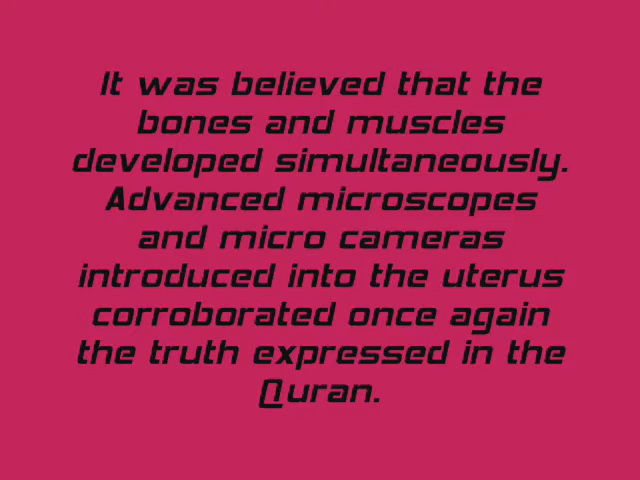 It was believed that the
bones and muscles
developed simultaneously.
Advanced microscopes
and micro cameras
introduced into the uterus
corroborated once again
the truth expressed in the
Quran.